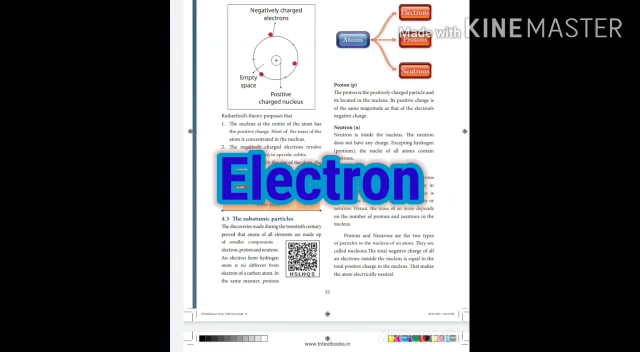 Negatively charged
electrons
Empty
space
Positive
charged nucleus
Rutherford's theory proposes that
1. The nucleus at the centre of the atom has
the positive charge. Most of the mass of the
atom is concentrated in the nucleus.
2. The negatively charged electrons revolve
in specific orbits.
4.3 The subatomic particles
The discoveries made during the twentieth century
prove that atoms of all elements are made up
of smaller components -
electron, proton and neutron.
An electron from hydrogen
atom is no different from
electron of a carbon atom. In
the same manner, protons
HSLHQS
Electrons
Atoms
Protons
Neutrons
Made with KINEMASTER
Proton (p)
The proton is the positively charged particle and
its located in the nucleus. Its positive charge is
of the same magnitude as that of the electron's
negative charge.
Neutron (n)
Neutron is inside the nucleus. The neutron
does not have any charge. Excepting hydrogen
(protium), the nuclei of all atoms contain
neutrons.
Electron
neutron. Hence, the mass of an atom depends
on the number of protons and neutrons in the
nucleus.
Protons and Neutrons are the two types
of particles in the nucleus of an atom. They are
called nucleons. The total negative charge of all
an electrons outside the nucleus is equal to the
total positive charge in the nucleus. That makes
the atom electrically neutral.
52
www.tntextbooks.in